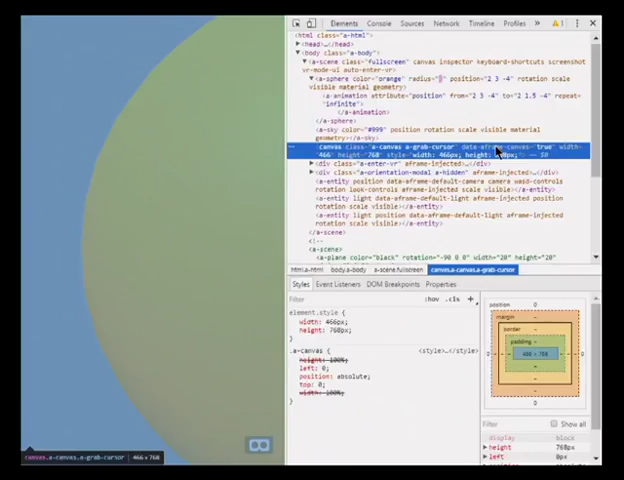 Elements Console Sources Network Timeline Profiles » 1
<html class="a-html">
<head>…</head>
<body class="a-body">
<a-scene class="fullscreen" canvas inspector keyboard-shortcuts screenshot
vr-mode-ui auto-enter-vr>
<a-sphere color="orange" radius=" " position="2 3 -4" rotation scale
visible material geometry>
<a-animation attribute="position" from="2 3 -4" to="2 1.5 -4" repeat=
"infinite">
</a-animation>
</a-sphere>
<a-sky color="#999" position rotation scale visible material
geometry></a-sky>
<canvas class="a-canvas a-grab-cursor" data-aframe-canvas="true" width=
"466" height="768" style="width: 466px; height: 768px;"> == $0
<div class="a-enter-vr" aframe-injected>…</div>
<div class="a-orientation-modal a-hidden" aframe-injected>…</div>
<a-entity position data-aframe-default-camera camera wasd-controls
rotation look-controls aframe-injected scale visible>
<a-entity light data-aframe-default-light aframe-injected position
rotation scale visible>
<a-entity light position data-aframe-default-light aframe-injected
rotation scale visible>
</a-scene>
<!--
<a-scene>
<a-plane color="black" rotation="-90 0 0" width="20" height="20"
html.a-html body.a-body a-scene.fullscreen canvas.a-canvas.a-grab-cursor
Styles Event Listeners DOM Breakpoints Properties
Filter :hov .cls +
element.style {
width: 466px;
height: 768px;
}
.a-canvas { <style>…</style>
height: 100%;
left: 0;
position: absolute;
top: 0;
width: 100%;
}
position 0
margin -
border -
padding -
0 - - - 466 × 768 - - - 0
-
-
-
0
Filter Show all
display block
height 768px
left 0px
canvas.a-canvas.a-grab-cursor | 466×768